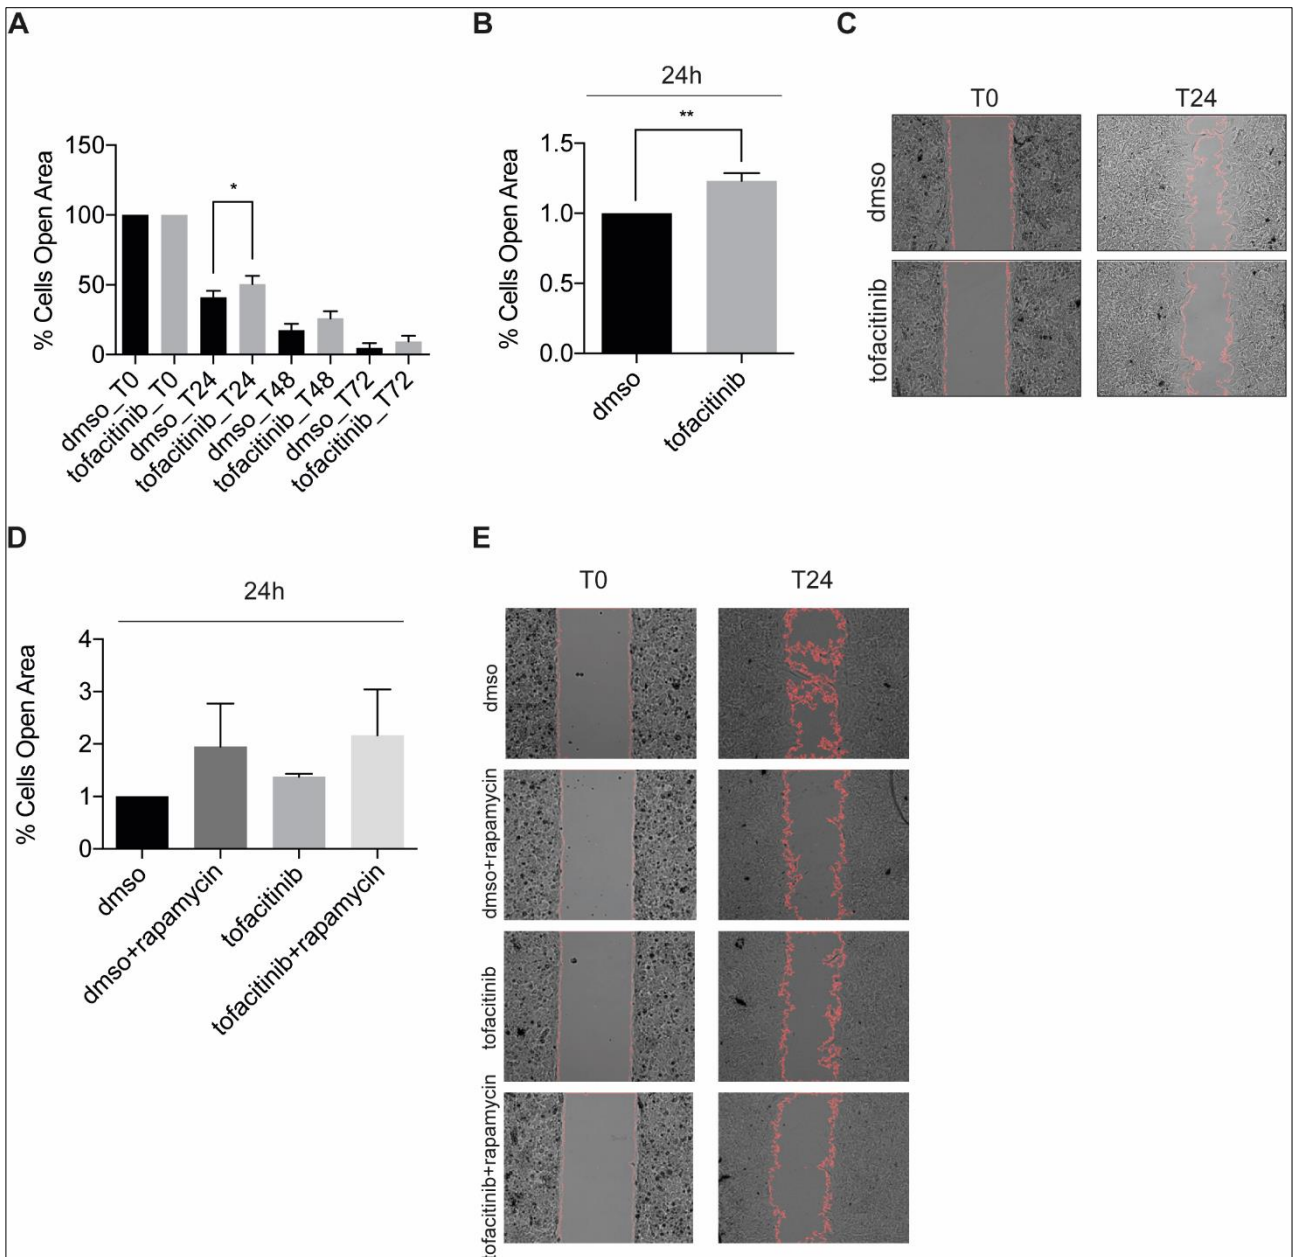 A
% Cells Open Area
150
100
50
0
*
dmso_T0
tofacitinib_T0
dmso_T24
tofacitinib_T24
dmso_T48
tofacitinib_T48
dmso_T72
tofacitinib_T72
B
24h
**
% Cells Open Area
1.5
1.0
0.5
0.0
dmso
tofacitinib
C
T0 T24
dmso
tofacitinib
D
24h
% Cells Open Area
4
3
2
1
0
dmso
dmso+rapamycin
tofacitinib
tofacitinib+rapamycin
E
T0 T24
dmso
dmso+rapamycin
tofacitinib
tofacitinib+rapamycin